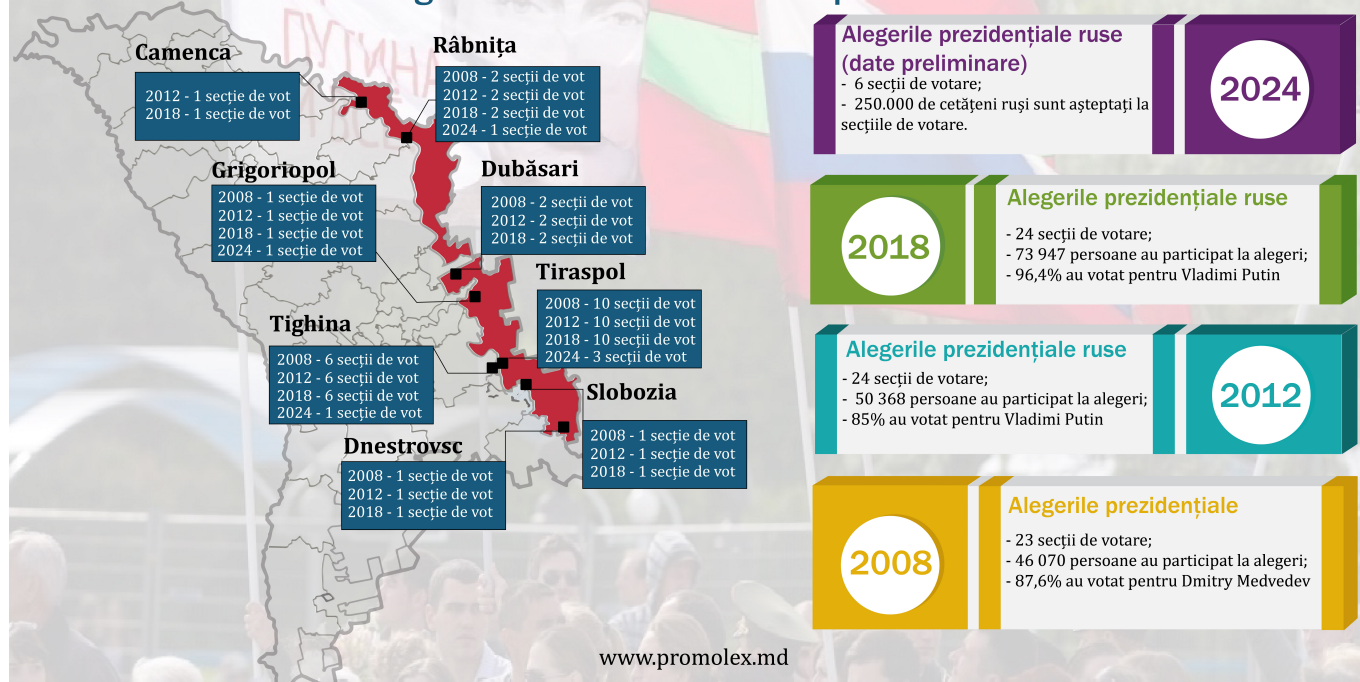 Camenca
2012 - 1 secție de vot
2018 - 1 secție de vot
Râbnița
2008 - 2 secții de vot
2012 - 2 secții de vot
2018 - 2 secții de vot
2024 - 1 secție de vot
Grigoriopol
2008 - 1 secție de vot
2012 - 1 secție de vot
2018 - 1 secție de vot
2024 - 1 secție de vot
Dubăsari
2008 - 2 secții de vot
2012 - 2 secții de vot
2018 - 2 secții de vot
Tiraspol
2008 - 10 secții de vot
2012 - 10 secții de vot
2018 - 10 secții de vot
2024 - 3 secții de vot
Tighina
2008 - 6 secții de vot
2012 - 6 secții de vot
2018 - 6 secții de vot
2024 - 1 secție de vot
Slobozia
2008 - 1 secție de vot
2012 - 1 secție de vot
2018 - 1 secție de vot
Dnestrovsc
2008 - 1 secție de vot
2012 - 1 secție de vot
2018 - 1 secție de vot
Alegerile prezidențiale ruse
(date preliminare)
- 6 secții de votare;
- 250.000 de cetățeni ruși sunt așteptați la
secțiile de votare.
2024
2018
Alegerile prezidențiale ruse
- 24 secții de votare;
- 73 947 persoane au participat la alegeri;
- 96,4% au votat pentru Vladimi Putin
Alegerile prezidențiale ruse
- 24 secții de votare;
- 50 368 persoane au participat la alegeri;
- 85% au votat pentru Vladimi Putin
2012
2008
Alegerile prezidențiale
- 23 secții de votare;
- 46 070 persoane au participat la alegeri;
- 87,6% au votat pentru Dmitry Medvedev
www.promolex.md